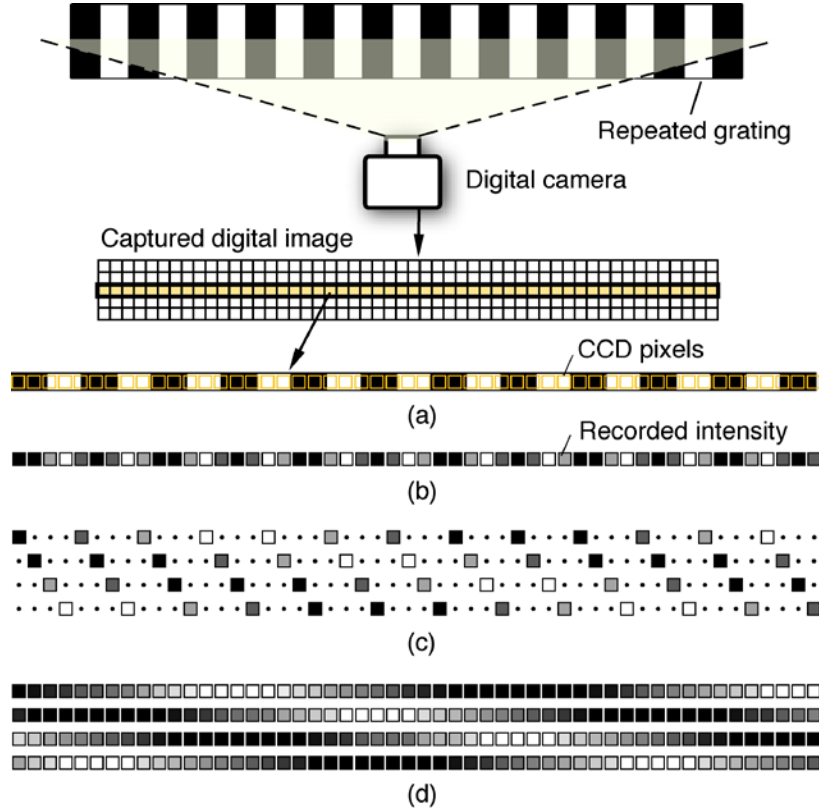 Repeated grating
Digital camera
Captured digital image
CCD pixels
(a)
Recorded intensity
(b)
(c)
(d)